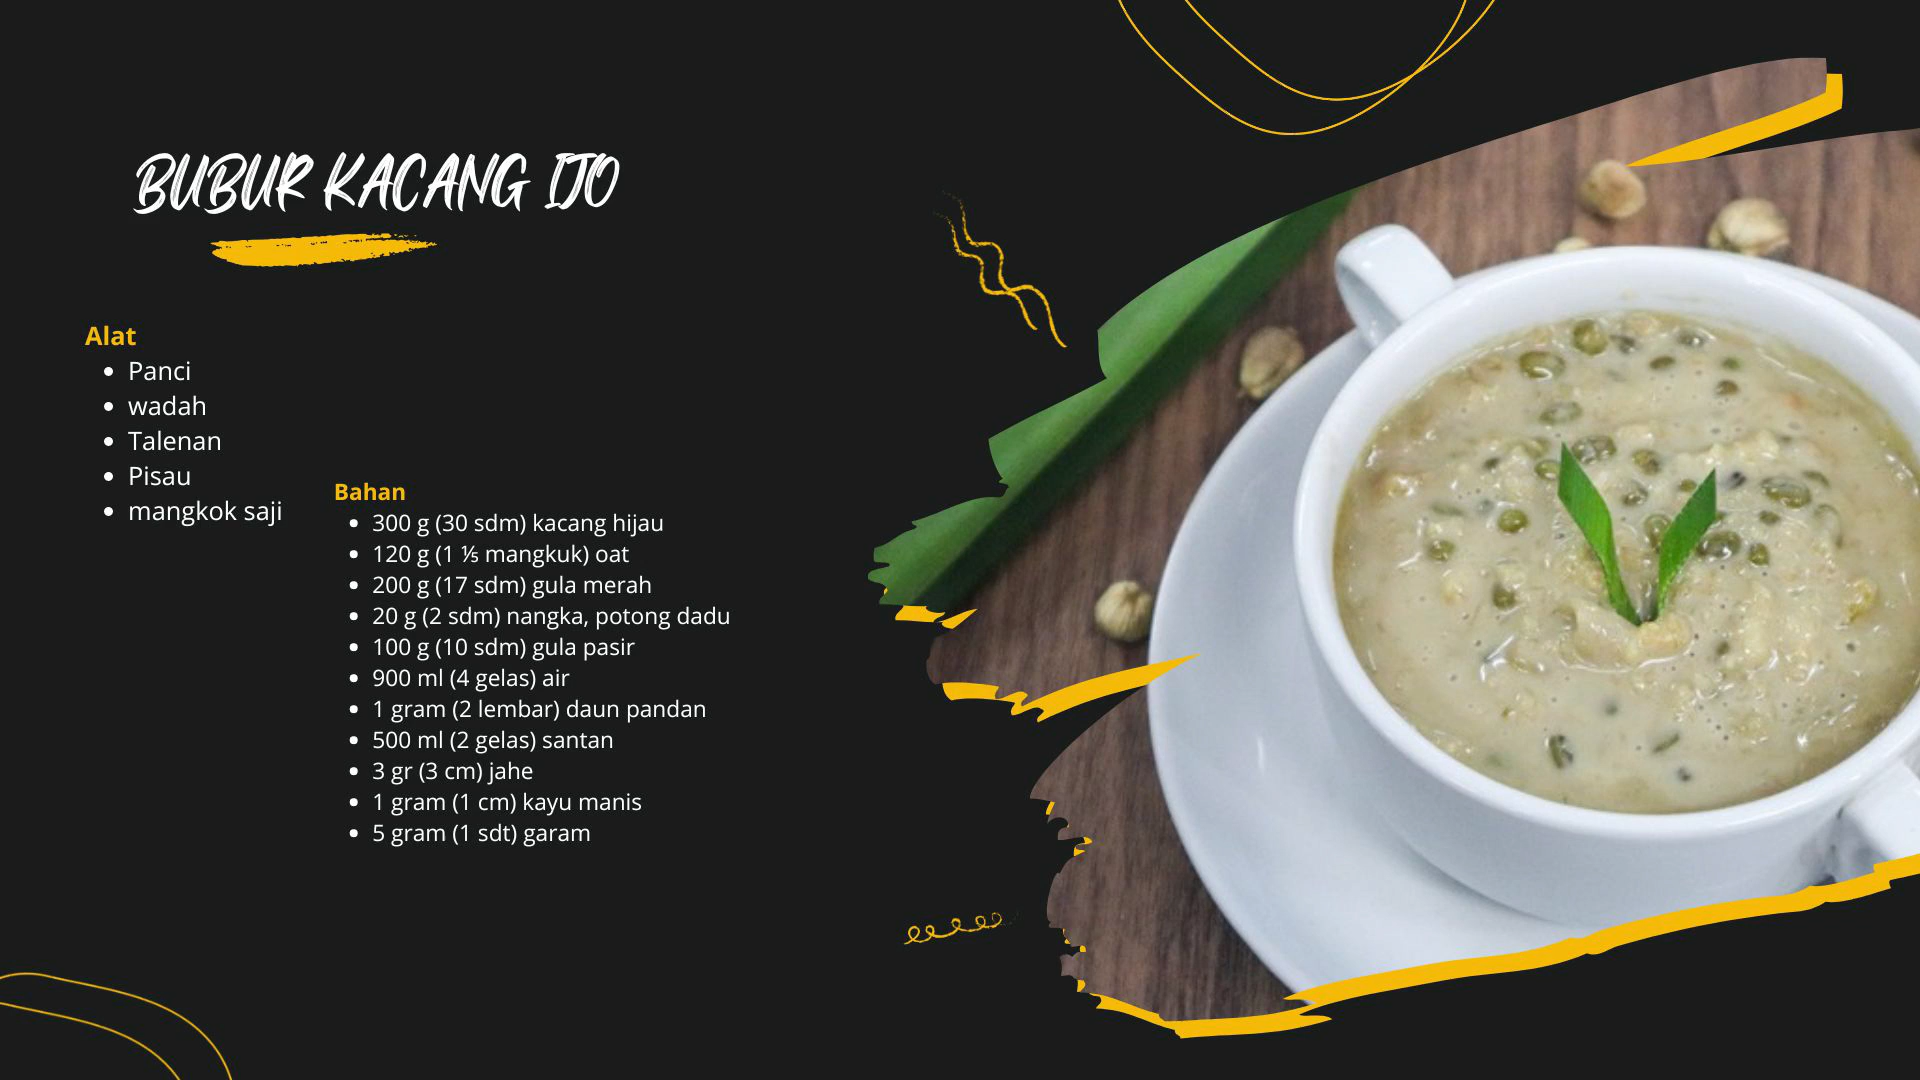 BUBUR KACANG IJO
Alat
• Panci
• wadah
• Talenan
• Pisau
• mangkok saji
Bahan
• 300 g (30 sdm) kacang hijau
• 120 g (1 ⅕ mangkuk) oat
• 200 g (17 sdm) gula merah
• 20 g (2 sdm) nangka, potong dadu
• 100 g (10 sdm) gula pasir
• 900 ml (4 gelas) air
• 1 gram (2 lembar) daun pandan
• 500 ml (2 gelas) santan
• 3 gr (3 cm) jahe
• 1 gram (1 cm) kayu manis
• 5 gram (1 sdt) garam